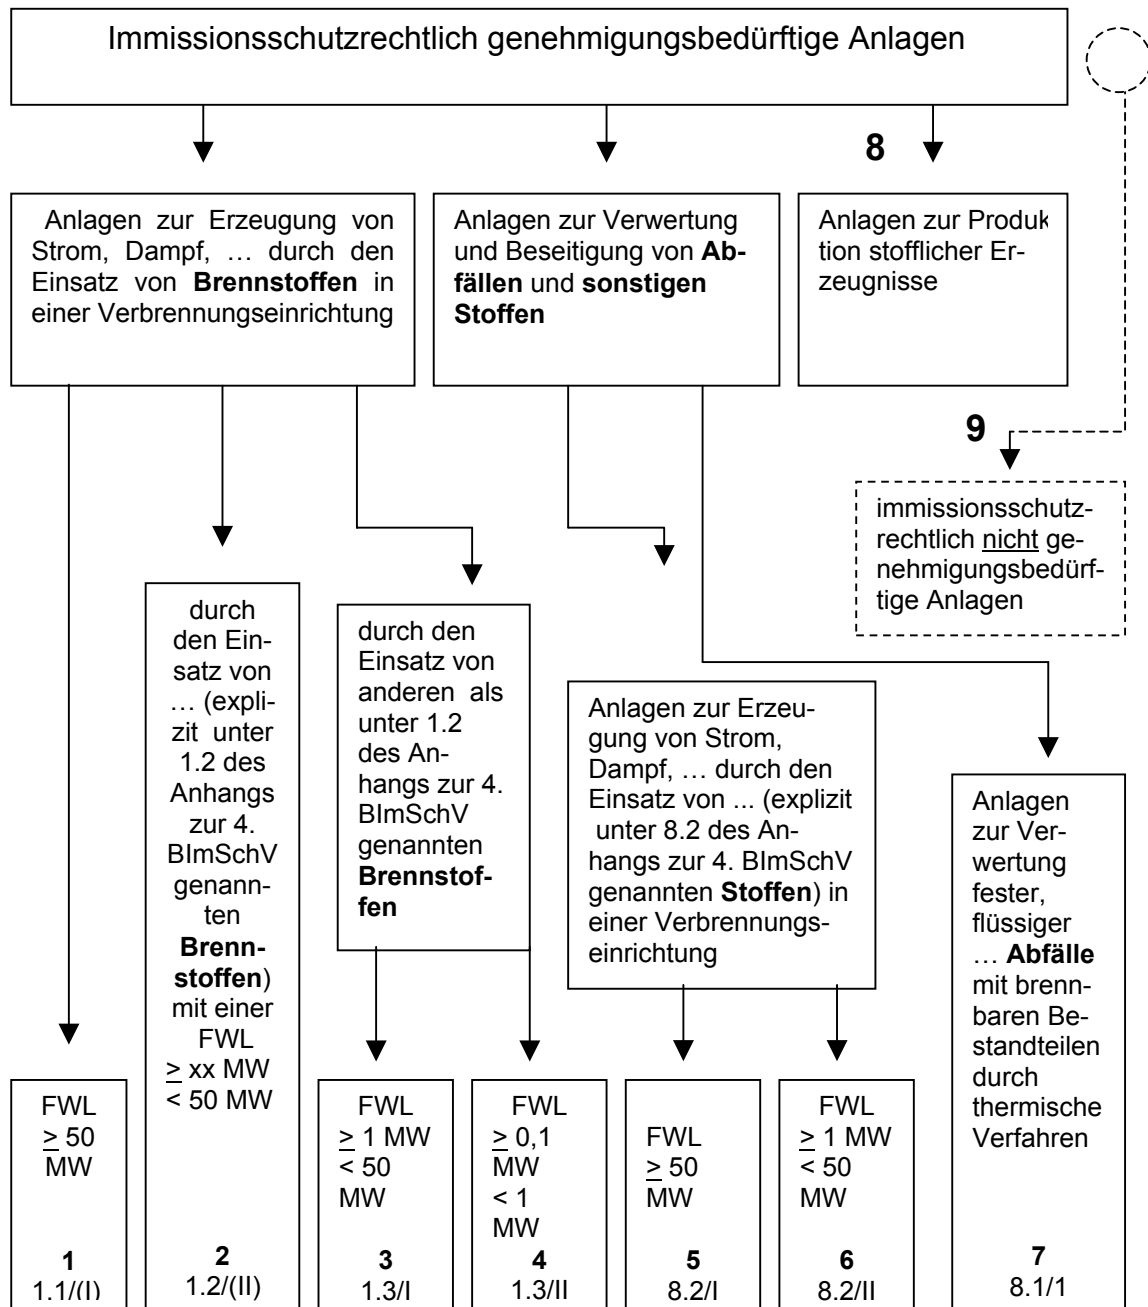 Immissionsschutzrechtlich genehmigungsbedürftige Anlagen
8
Anlagen zur Erzeugung von
Strom, Dampf, … durch den
Einsatz von Brennstoffen in
einer Verbrennungseinrichtung
Anlagen zur Verwertung
und Beseitigung von Ab-
fällen und sonstigen
Stoffen
Anlagen zur Produk
tion stofflicher Er-
zeugnisse
9
immissionsschutz-
rechtlich nicht ge-
nehmigungsbedürf-
tige Anlagen
durch
den Ein-
satz von
… (expli-
zit unter
1.2 des
Anhangs
zur 4.
BImSchV
genann-
ten
Brenn-
stoffen)
mit einer
FWL
≥ xx MW
< 50 MW
2
1.2/(II)
durch den
Einsatz von
anderen als
unter 1.2
des An-
hangs zur 4.
BImSchV
genannten
Brennstof-
fen
Anlagen zur Erzeu-
gung von Strom,
Dampf, … durch den
Einsatz von ... (explizit
unter 8.2 des An-
hangs zur 4. BImSchV
genannten Stoffen) in
einer Verbrennungs-
einrichtung
Anlagen
zur Ver-
wertung
fester,
flüssiger
… Abfälle
mit brenn-
baren Be-
standteilen
durch
thermische
Verfahren
7
8.1/1
FWL
≥ 50
MW
1
1.1/(I)
FWL
≥ 1 MW
< 50
MW
3
1.3/I
FWL
≥ 0,1
MW
< 1
MW
4
1.3/II
FWL
≥ 50
MW
5
8.2/I
FWL
≥ 1 MW
< 50
MW
6
8.2/II